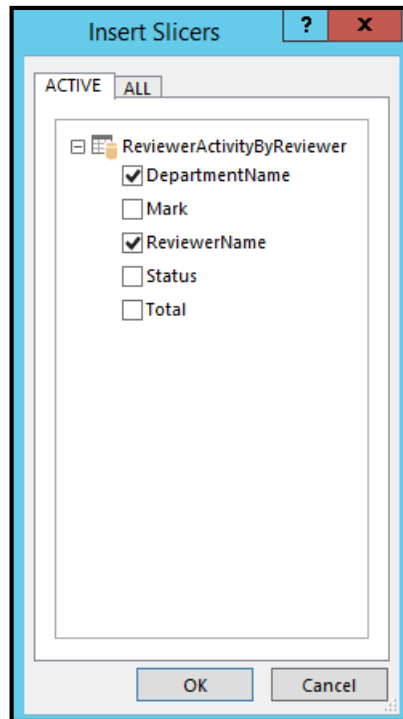 Insert Slicers ? x
ACTIVE ALL
ReviewerActivityByReviewer
DepartmentName
Mark
ReviewerName
Status
Total
OK Cancel